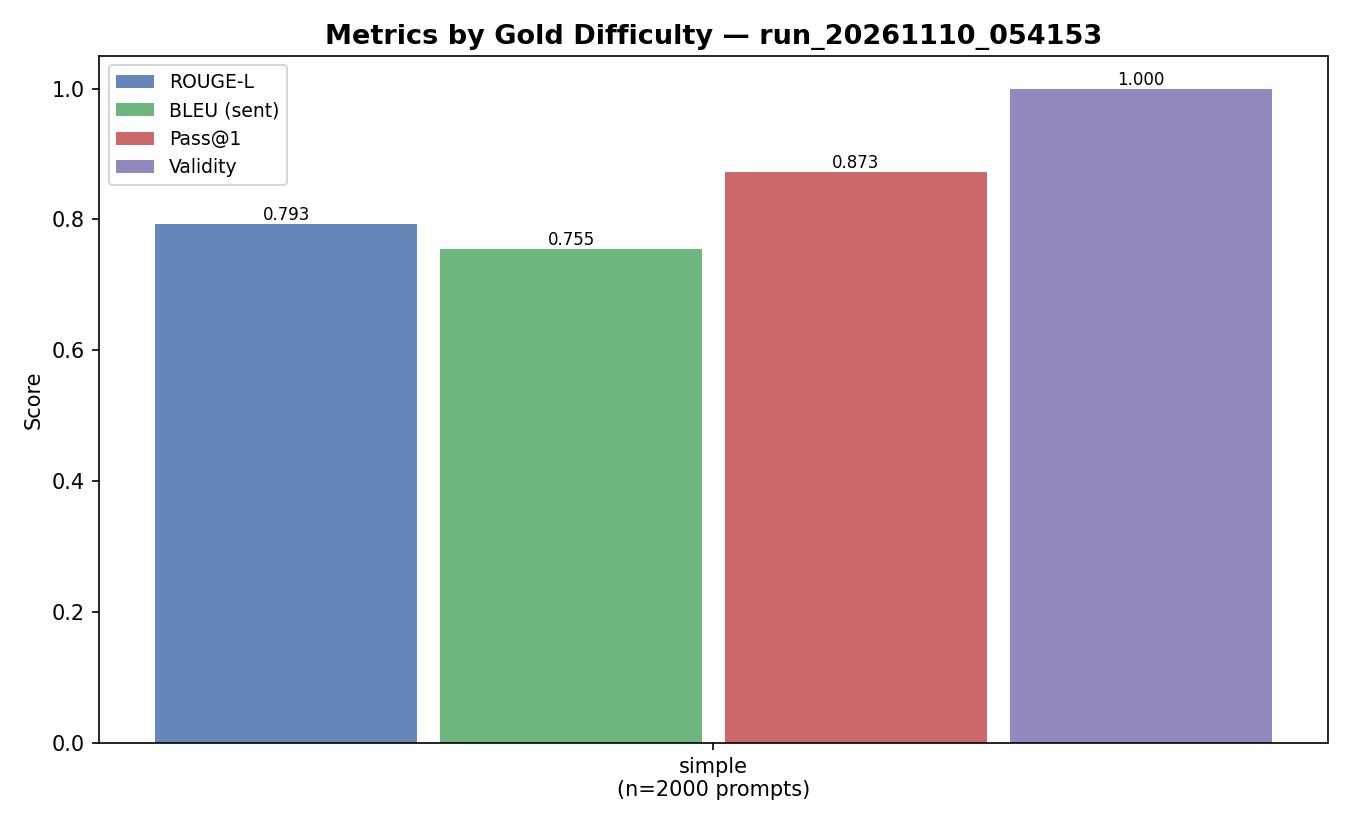 Metrics by Gold Difficulty — run_20261110_054153
ROUGE-L
BLEU (sent)
Pass@1
Validity
1.0
0.8
0.6
0.4
0.2
0.0
Score
0.793
0.755
0.873
1.000
simple
(n=2000 prompts)